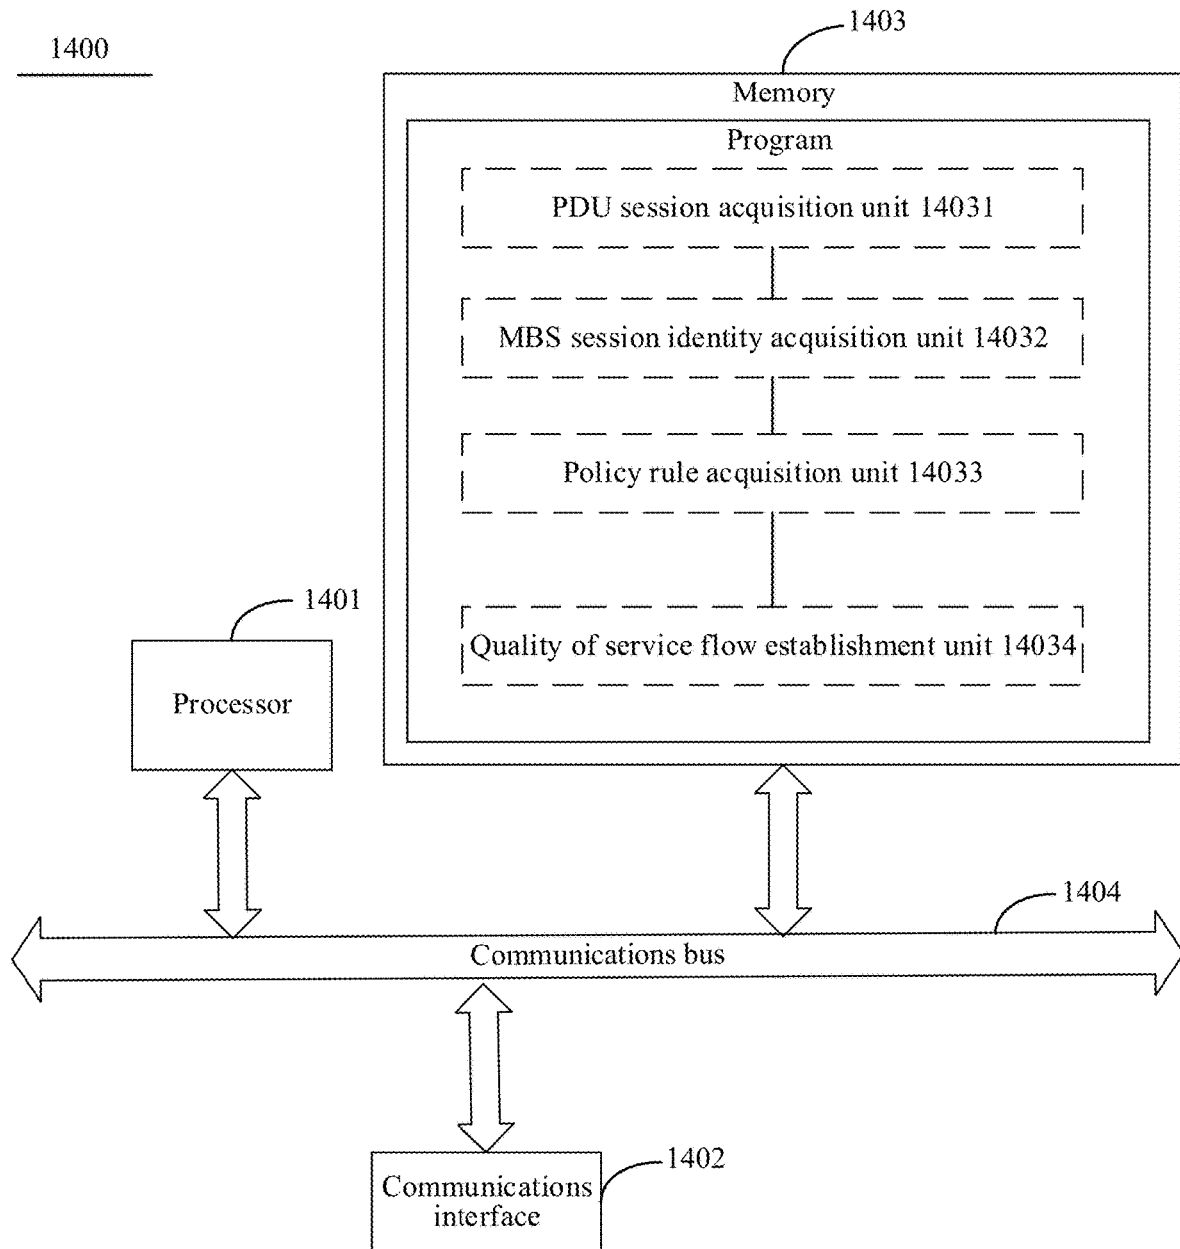 1400
1403
Memory
Program
PDU session acquisition unit 14031
MBS session identity acquisition unit 14032
Policy rule acquisition unit 14033
Quality of service flow establishment unit 14034
1401
Processor
1404
Communications bus
1402
Communications
interface